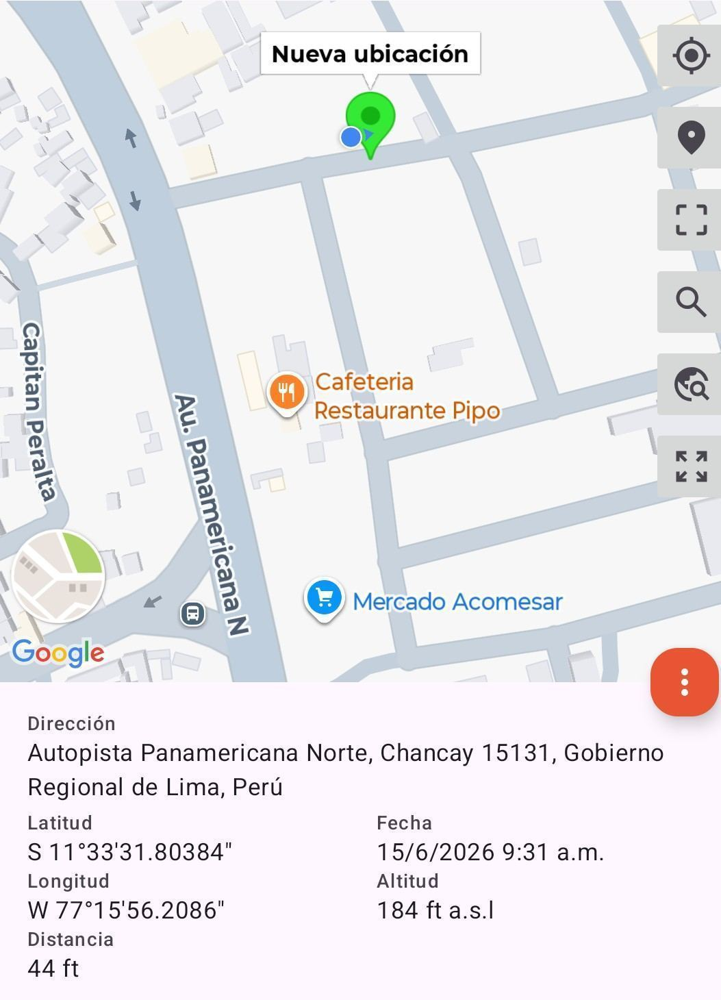 Nueva ubicación
Capitan Peralta
Cafeteria
Restaurante Pipo
Av. Panamericana N
Mercado Acomesar
Google
Dirección
Autopista Panamericana Norte, Chancay 15131, Gobierno
Regional de Lima, Perú
Latitud
S 11°33'31.80384"
Fecha
15/6/2026 9:31 a.m.
Longitud
W 77°15'56.2086"
Altitud
184 ft a.s.l
Distancia
44 ft